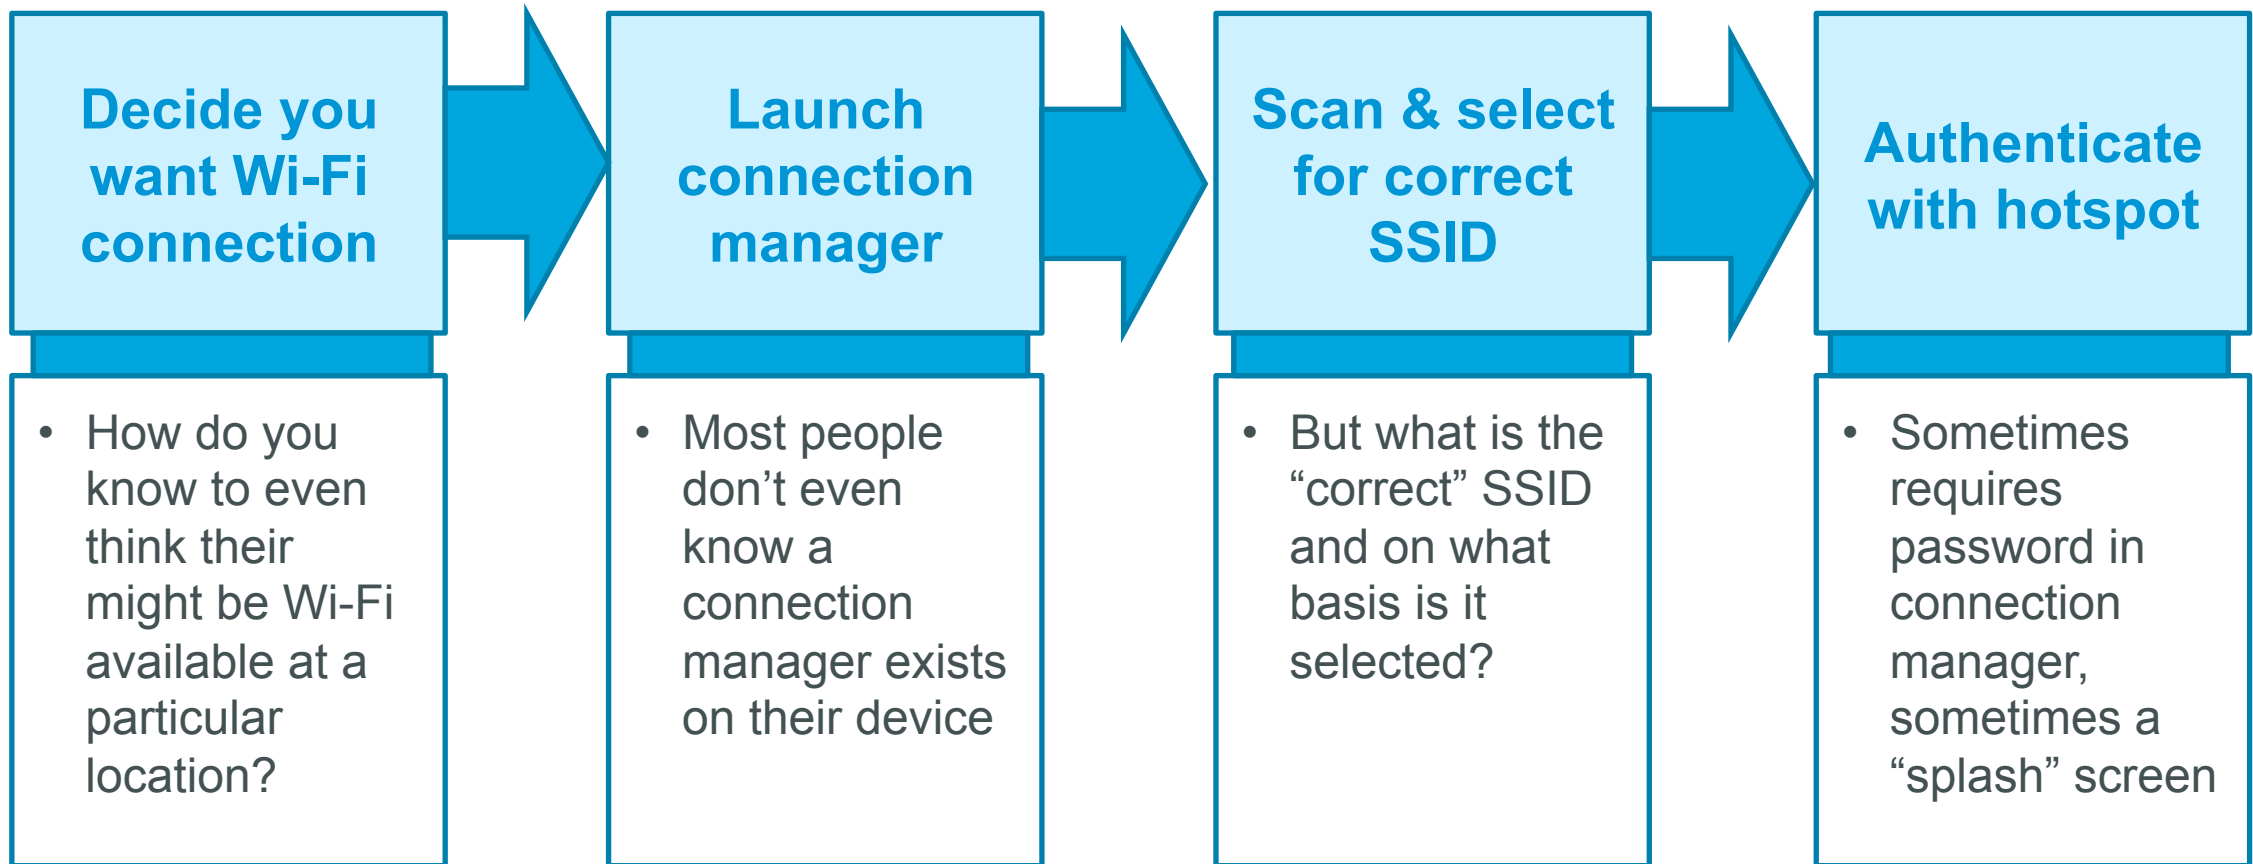 Decide you
want Wi-Fi
connection
• How do you
know to even
think their
might be Wi-Fi
available at a
particular
location?
Launch
connection
manager
• Most people
don’t even
know a
connection
manager exists
on their device
Scan & select
for correct
SSID
• But what is the
“correct” SSID
and on what
basis is it
selected?
Authenticate
with hotspot
• Sometimes
requires
password in
connection
manager,
sometimes a
“splash” screen